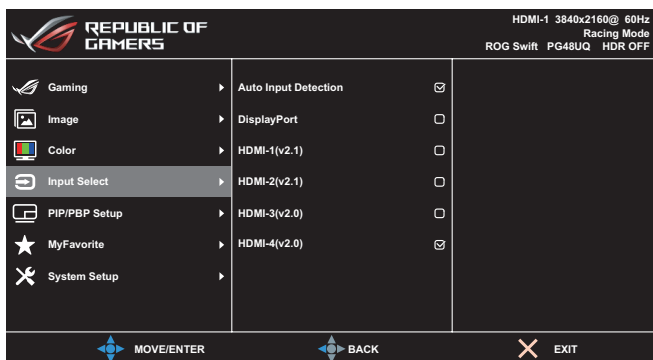 REPUBLIC OF
GAMERS
HDMI-1 3840x2160@ 60Hz
Racing Mode
ROG Swift PG48UQ HDR OFF
Gaming
Image
Color
Input Select
PIP/PBP Setup
MyFavorite
System Setup
Auto Input Detection
DisplayPort
HDMI-1(v2.1)
HDMI-2(v2.1)
HDMI-3(v2.0)
HDMI-4(v2.0)
MOVE/ENTER
BACK
EXIT